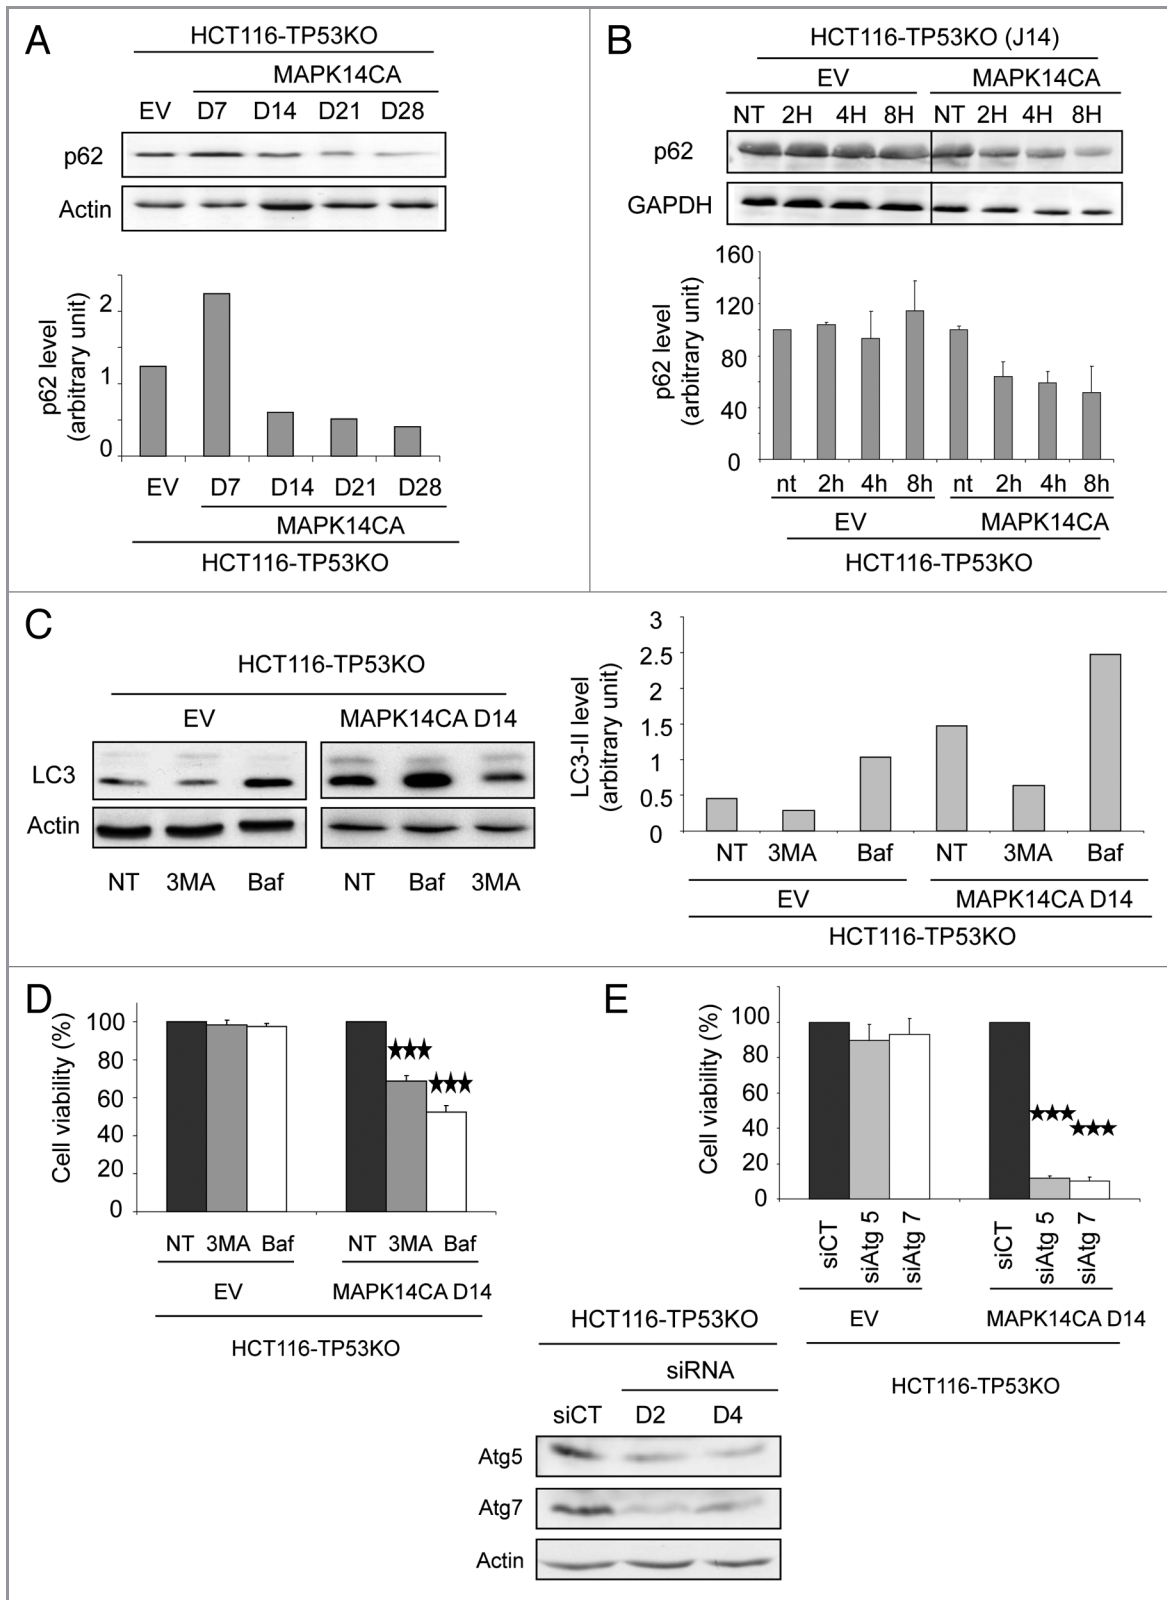 A
HCT116-TP53KO
MAPK14CA
EV D7 D14 D21 D28
p62
Actin
p62 level
(arbitrary unit)
2
1
0
EV D7 D14 D21 D28
MAPK14CA
HCT116-TP53KO
B
HCT116-TP53KO (J14)
EV MAPK14CA
NT 2H 4H 8H NT 2H 4H 8H
p62
GAPDH
p62 level
(arbitrary unit)
160
120
80
40
0
nt 2h 4h 8h nt 2h 4h 8h
EV MAPK14CA
HCT116-TP53KO
C
HCT116-TP53KO
EV MAPK14CA D14
LC3
Actin
NT 3MA Baf NT Baf 3MA
LC3-II level
(arbitrary unit)
3
2.5
2
1.5
1
0.5
0
NT 3MA Baf NT 3MA Baf
EV MAPK14CA D14
HCT116-TP53KO
D
Cell viability (%)
100
80
60
40
20
0
★★★
★★★
NT 3MA Baf NT 3MA Baf
EV MAPK14CA D14
HCT116-TP53KO
E
Cell viability (%)
100
80
60
40
20
0
★★★
★★★
siCT siAtg 5 siAtg 7 siCT siAtg 5 siAtg 7
EV MAPK14CA D14
HCT116-TP53KO
HCT116-TP53KO
siRNA
siCT D2 D4
Atg5
Atg7
Actin